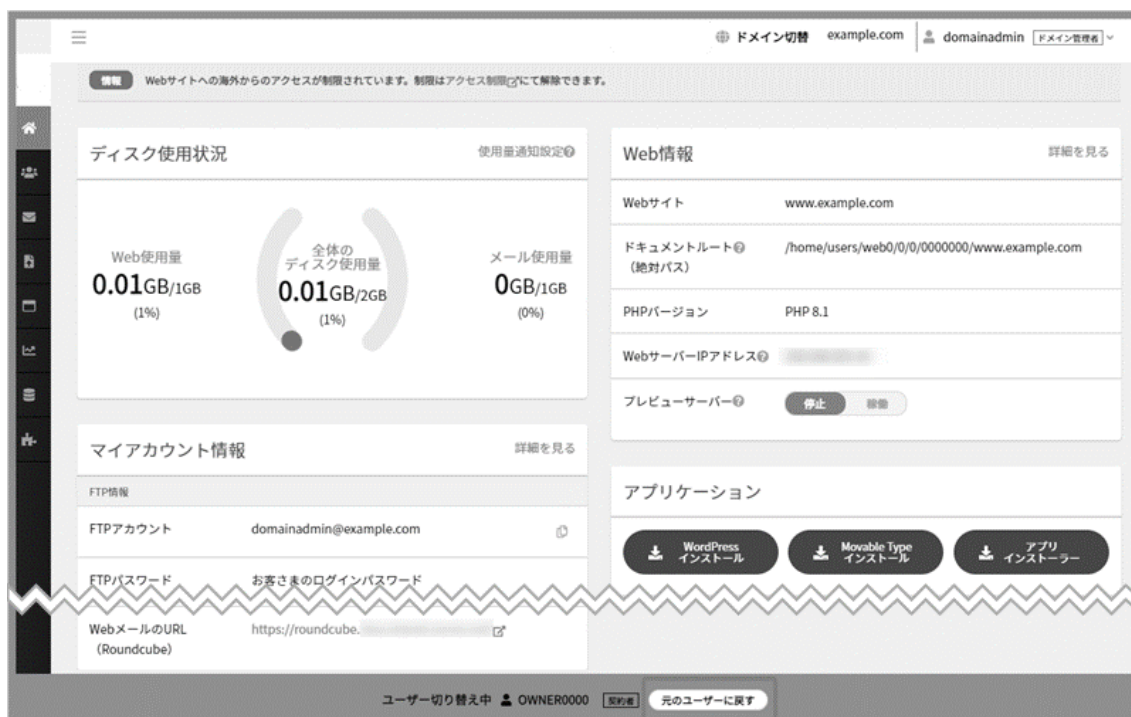 ドメイン切替 example.com domainadmin ドメイン管理者
情報 Webサイトへの海外からのアクセスが制限されています。制限はアクセス制限にて解除できます。
ディスク使用状況 使用量通知設定
Web使用量
0.01GB/1GB
(1%)
全体の
ディスク使用量
0.01GB/2GB
(1%)
メール使用量
0GB/1GB
(0%)
Web情報 詳細を見る
Webサイト www.example.com
ドキュメントルート /home/users/web0/0/0/0000000/www.example.com
(絶対パス)
PHPバージョン PHP 8.1
WebサーバーIPアドレス
プレビューサーバー 停止 稼働
マイアカウント情報 詳細を見る
FTP情報
FTPアカウント domainadmin@example.com
FTPパスワード お客さまのログインパスワード
WebメールのURL https://roundcube.
(Roundcube)
アプリケーション
WordPress
インストール
Movable Type
インストール
アプリ
インストーラー
ユーザー切り替え中 OWNER0000 契約者 元のユーザーに戻す